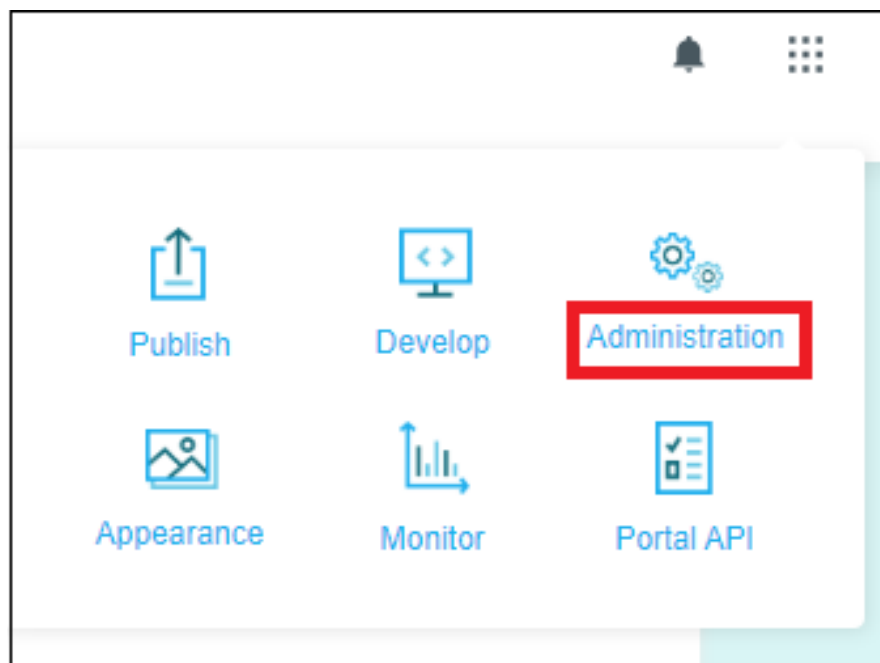 Publish
Develop
Administration
Appearance
Monitor
Portal API